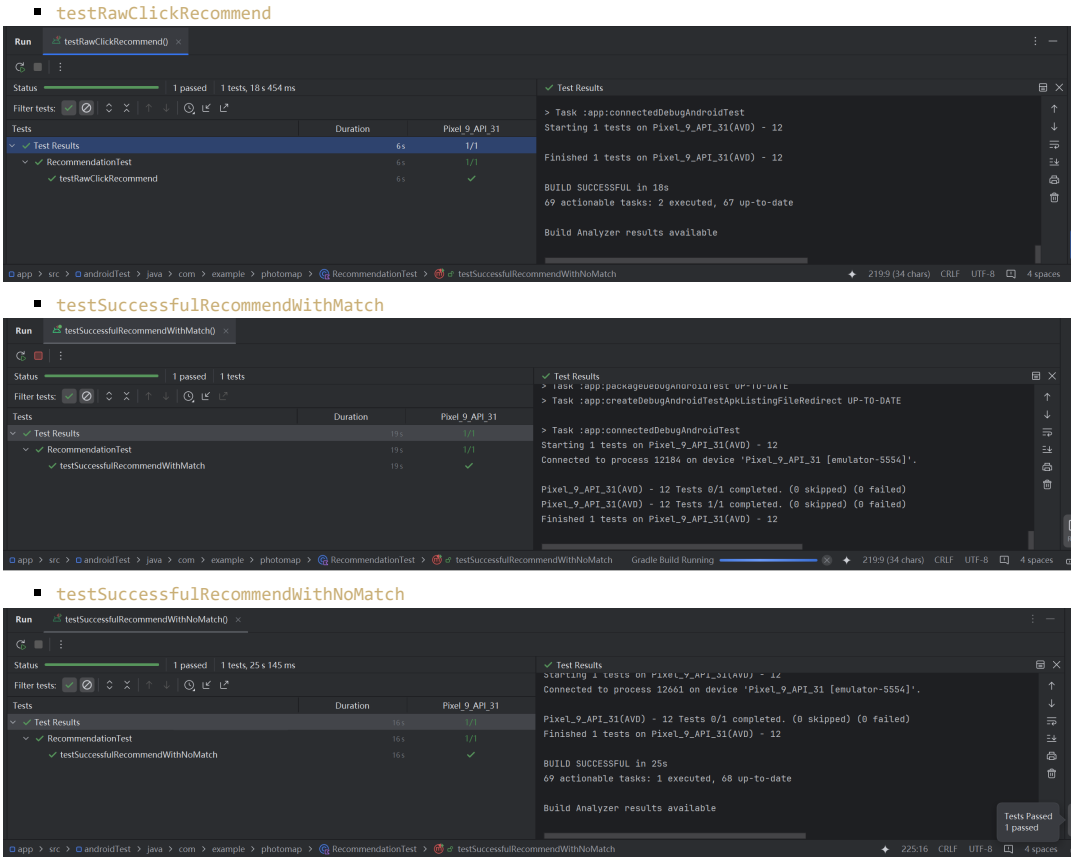 testRawClickRecommend
Run testRawClickRecommend() ×
Status 1 passed 1 tests, 18 s 454 ms
Filter tests:
Tests Duration Pixel_9_API_31
Test Results 6 s 1/1
RecommendationTest 6 s 1/1
testRawClickRecommend 6 s
Test Results
> Task :app:connectedDebugAndroidTest
Starting 1 tests on Pixel_9_API_31(AVD) - 12
Finished 1 tests on Pixel_9_API_31(AVD) - 12
BUILD SUCCESSFUL in 18s
69 actionable tasks: 2 executed, 67 up-to-date
Build Analyzer results available
app > src > androidTest > java > com > example > photomap > RecommendationTest > testSuccessfulRecommendWithNoMatch 219:9 (34 chars) CRLF UTF-8 4 spaces
testSuccessfulRecommendWithMatch
Run testSuccessfulRecommendWithMatch() ×
Status 1 passed 1 tests
Filter tests:
Tests Duration Pixel_9_API_31
Test Results 19 s 1/1
RecommendationTest 19 s 1/1
testSuccessfulRecommendWithMatch 19 s
Test Results
> Task :app:packageDebugAndroidTest UP-TO-DATE
> Task :app:createDebugAndroidTestApkListingFileRedirect UP-TO-DATE
> Task :app:connectedDebugAndroidTest
Starting 1 tests on Pixel_9_API_31(AVD) - 12
Connected to process 12184 on device 'Pixel_9_API_31 [emulator-5554]'.
Pixel_9_API_31(AVD) - 12 Tests 0/1 completed. (0 skipped) (0 failed)
Pixel_9_API_31(AVD) - 12 Tests 1/1 completed. (0 skipped) (0 failed)
Finished 1 tests on Pixel_9_API_31(AVD) - 12
app > src > androidTest > java > com > example > photomap > RecommendationTest > testSuccessfulRecommendWithNoMatch Gradle Build Running 219:9 (34 chars) CRLF UTF-8 4 spaces
testSuccessfulRecommendWithNoMatch
Run testSuccessfulRecommendWithNoMatch() ×
Status 1 passed 1 tests, 25 s 145 ms
Filter tests:
Tests Duration Pixel_9_API_31
Test Results 16 s 1/1
RecommendationTest 16 s 1/1
testSuccessfulRecommendWithNoMatch 16 s
Test Results
Starting 1 tests on Pixel_9_API_31(AVD) - 12
Connected to process 12661 on device 'Pixel_9_API_31 [emulator-5554]'.
Pixel_9_API_31(AVD) - 12 Tests 0/1 completed. (0 skipped) (0 failed)
Finished 1 tests on Pixel_9_API_31(AVD) - 12
BUILD SUCCESSFUL in 25s
69 actionable tasks: 1 executed, 68 up-to-date
Build Analyzer results available
Tests Passed
1 passed
app > src > androidTest > java > com > example > photomap > RecommendationTest > testSuccessfulRecommendWithNoMatch 225:16 CRLF UTF-8 4 spaces